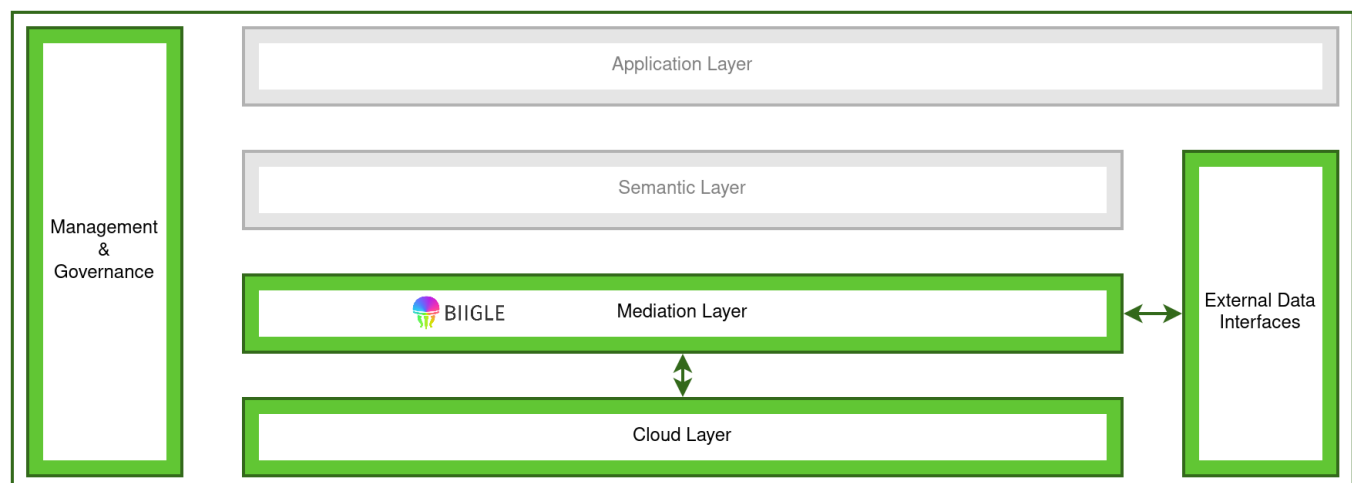 Application Layer
Semantic Layer
Management
&
Governance
BIIGLE
Mediation Layer
External Data
Interfaces
Cloud Layer